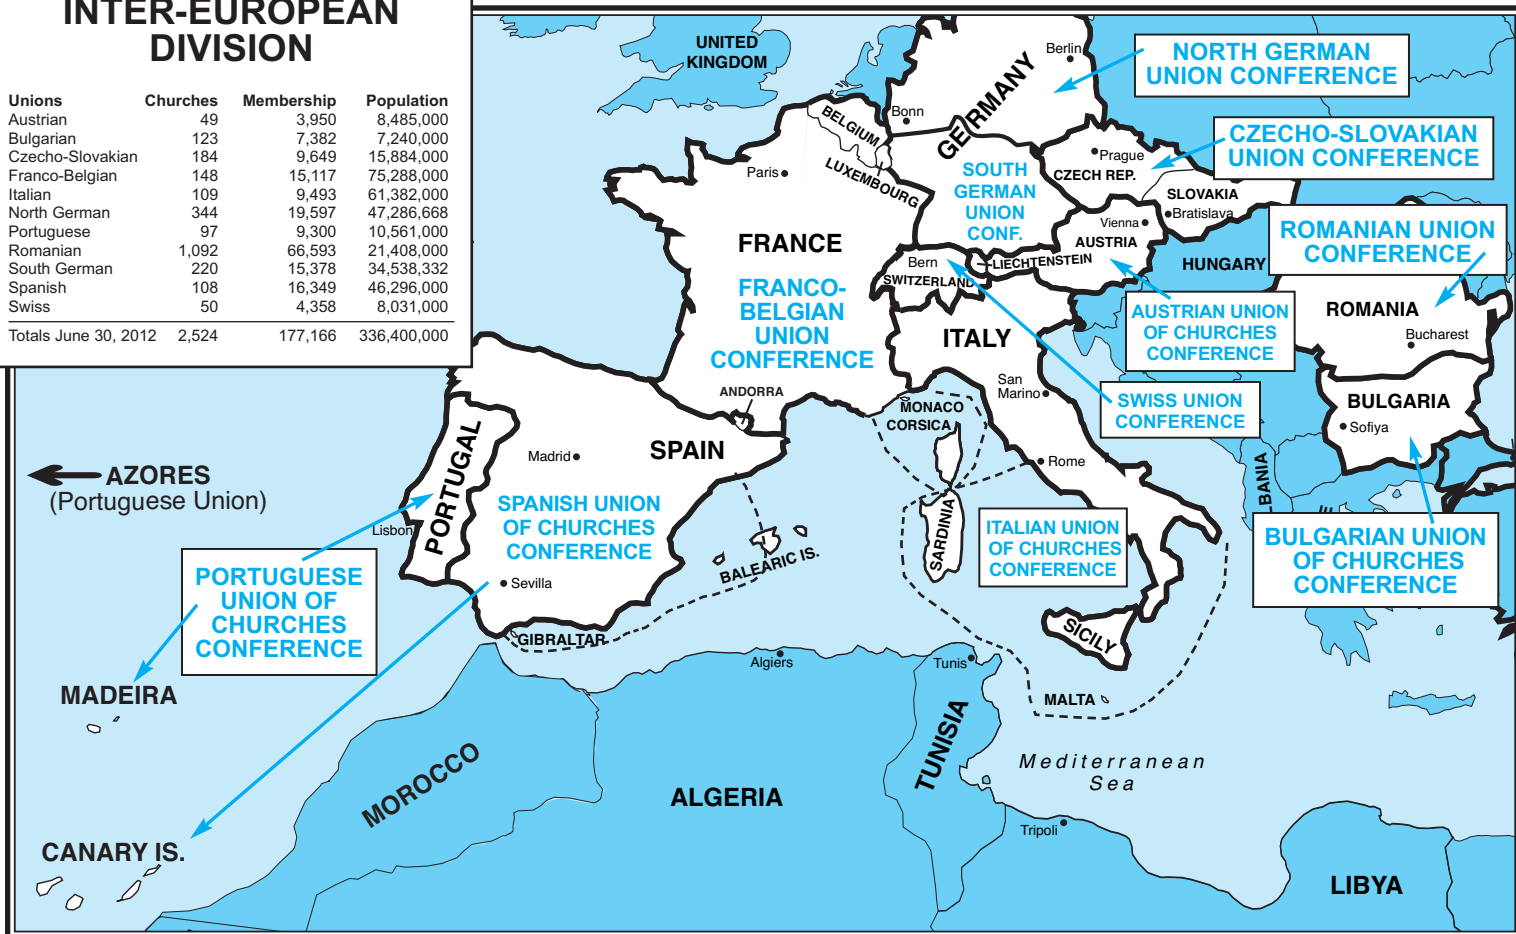 INTER-EUROPEAN
DIVISION
Unions Churches Membership Population
Austrian 49 3,950 8,485,000
Bulgarian 123 7,382 7,240,000
Czecho-Slovakian 184 9,649 15,884,000
Franco-Belgian 148 15,117 75,288,000
Italian 109 9,493 61,382,000
North German 344 19,597 47,286,668
Portuguese 97 9,300 10,561,000
Romanian 1,092 66,593 21,408,000
South German 220 15,378 34,538,332
Spanish 108 16,349 46,296,000
Swiss 50 4,358 8,031,000
Totals June 30, 2012 2,524 177,166 336,400,000
UNITED
KINGDOM
Berlin
GERMANY
NORTH GERMAN
UNION CONFERENCE
Bonn
BELGIUM
LUXEMBOURG
Paris
CZECHO-SLOVAKIAN
UNION CONFERENCE
Prague
CZECH REP.
SOUTH
GERMAN
UNION
CONF.
SLOVAKIA
Bratislava
Vienna
AUSTRIA
ROMANIAN UNION
CONFERENCE
FRANCE
Bern
LIECHTENSTEIN
SWITZERLAND
HUNGARY
FRANCO-
BELGIAN
UNION
CONFERENCE
AUSTRIAN UNION
OF CHURCHES
CONFERENCE
ROMANIA
Bucharest
ITALY
San
Marino
SWISS UNION
CONFERENCE
ANDORRA
MONACO
CORSICA
BULGARIA
Sofiya
PORTUGAL
SPAIN
Madrid
Rome
LBANIA
AZORES
(Portuguese Union)
SPANISH UNION
OF CHURCHES
CONFERENCE
Lisbon
SARDINIA
ITALIAN UNION
OF CHURCHES
CONFERENCE
BULGARIAN UNION
OF CHURCHES
CONFERENCE
BALEARIC IS.
PORTUGUESE
UNION OF
CHURCHES
CONFERENCE
Sevilla
GIBRALTAR
SICILY
Algiers
Tunis
MADEIRA
MALTA
MOROCCO
TUNISIA
Mediterranean
Sea
ALGERIA
Tripoli
CANARY IS.
LIBYA